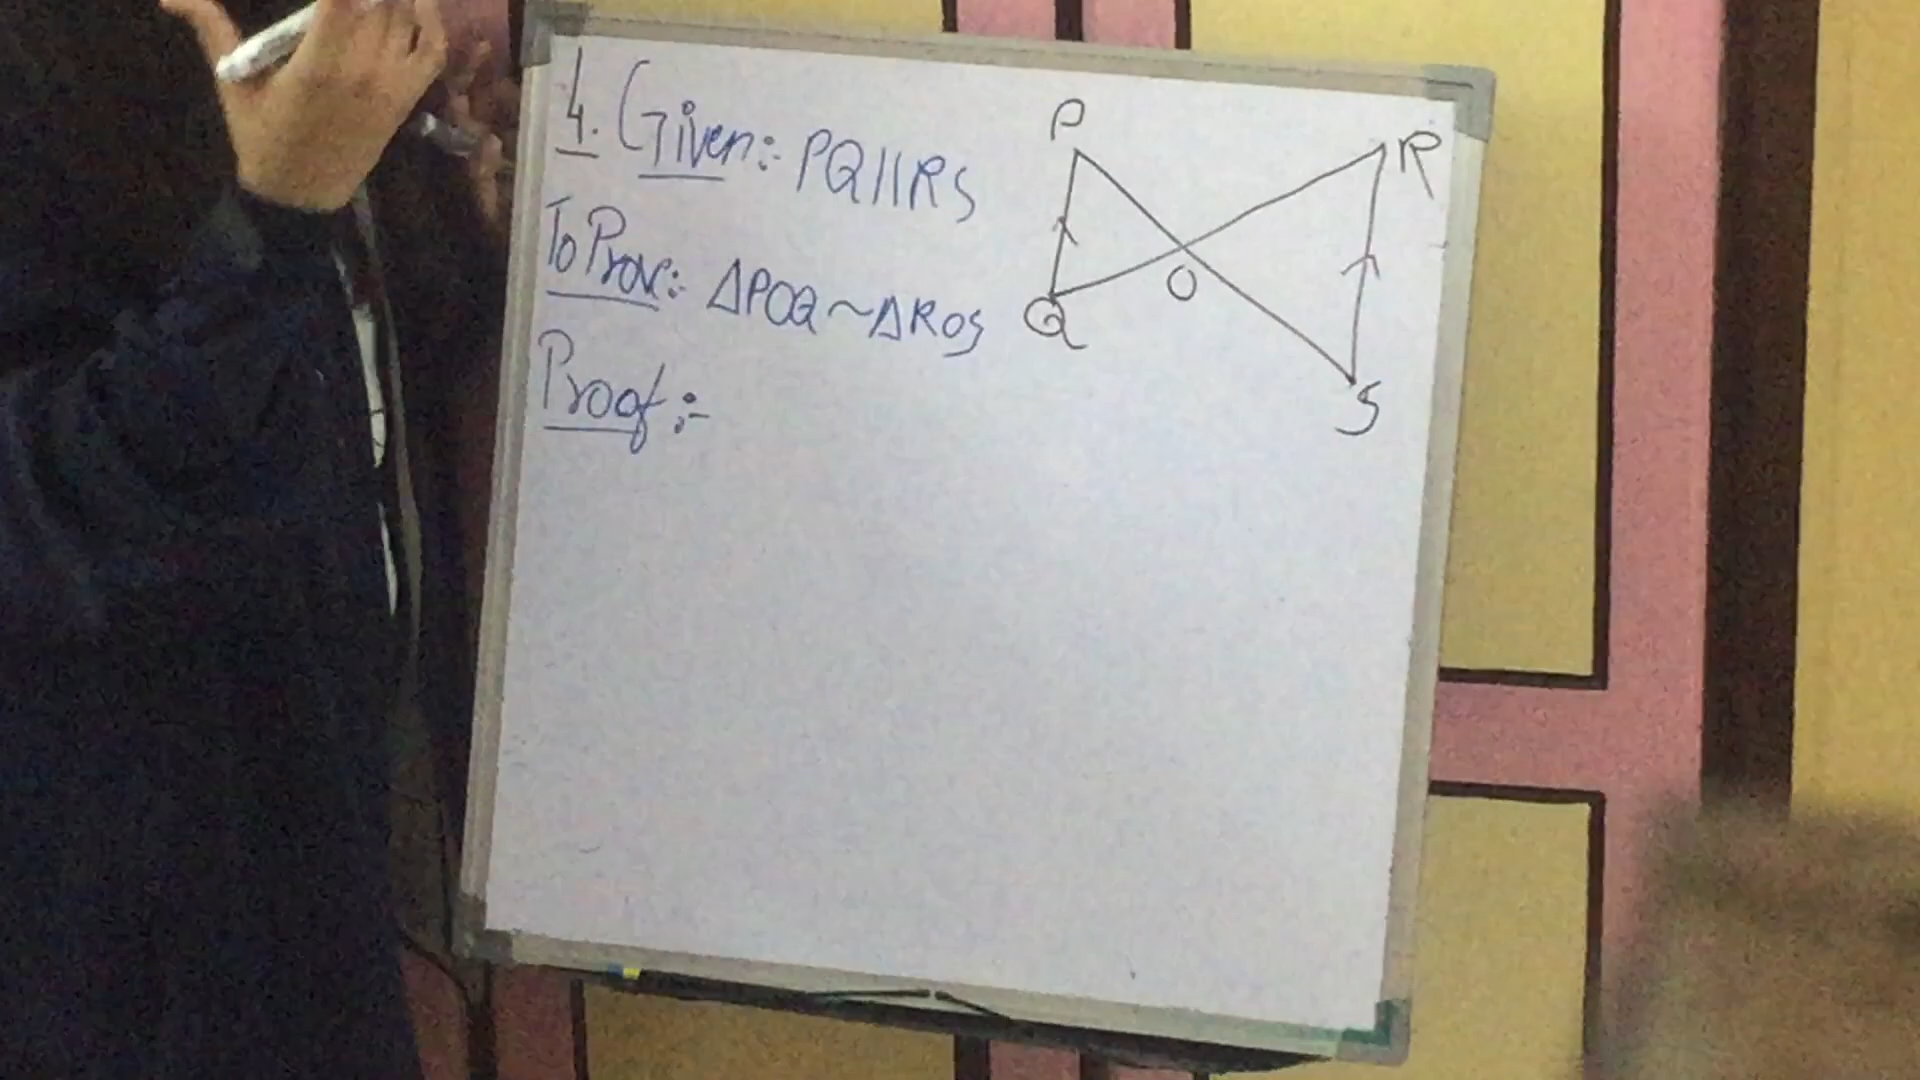 4. Given:- PQ||RS
To Prove:- ΔPOQ ~ ΔROS
Proof :-
P
R
O
Q
S